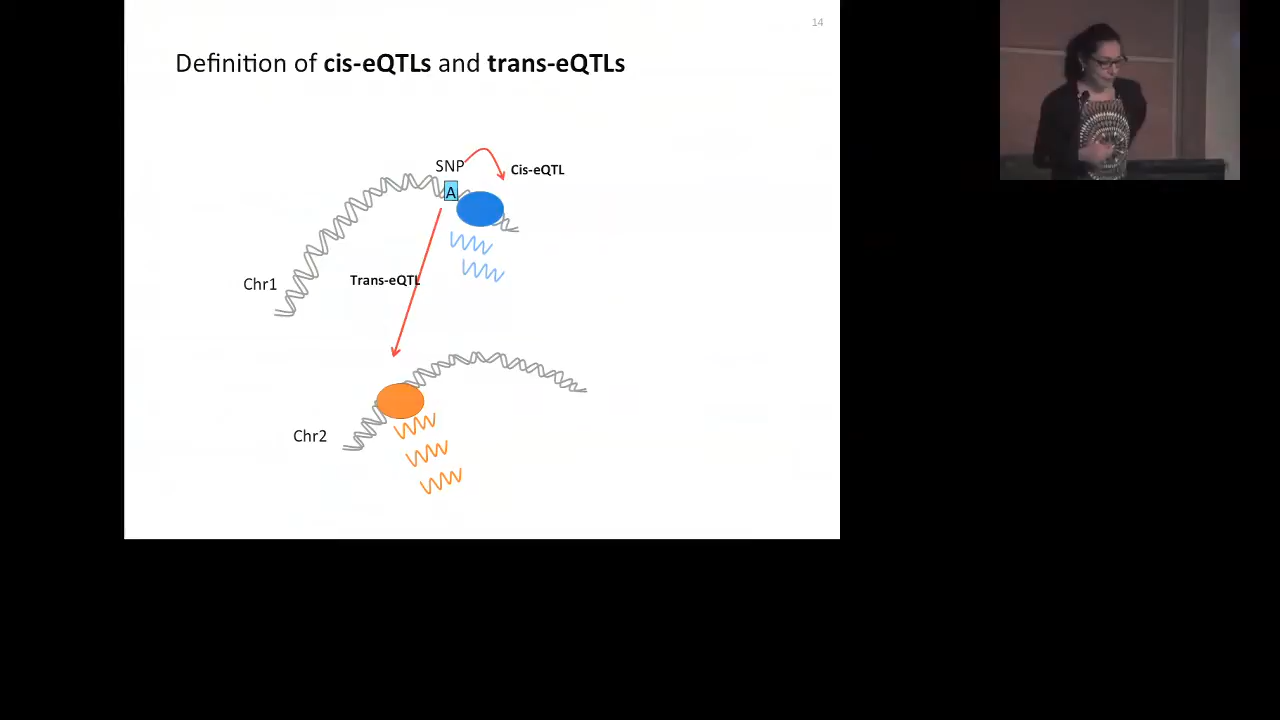 14
Definition of cis-eQTLs and trans-eQTLs
SNP
Cis-eQTL
A
Chr1
Trans-eQTL
Chr2